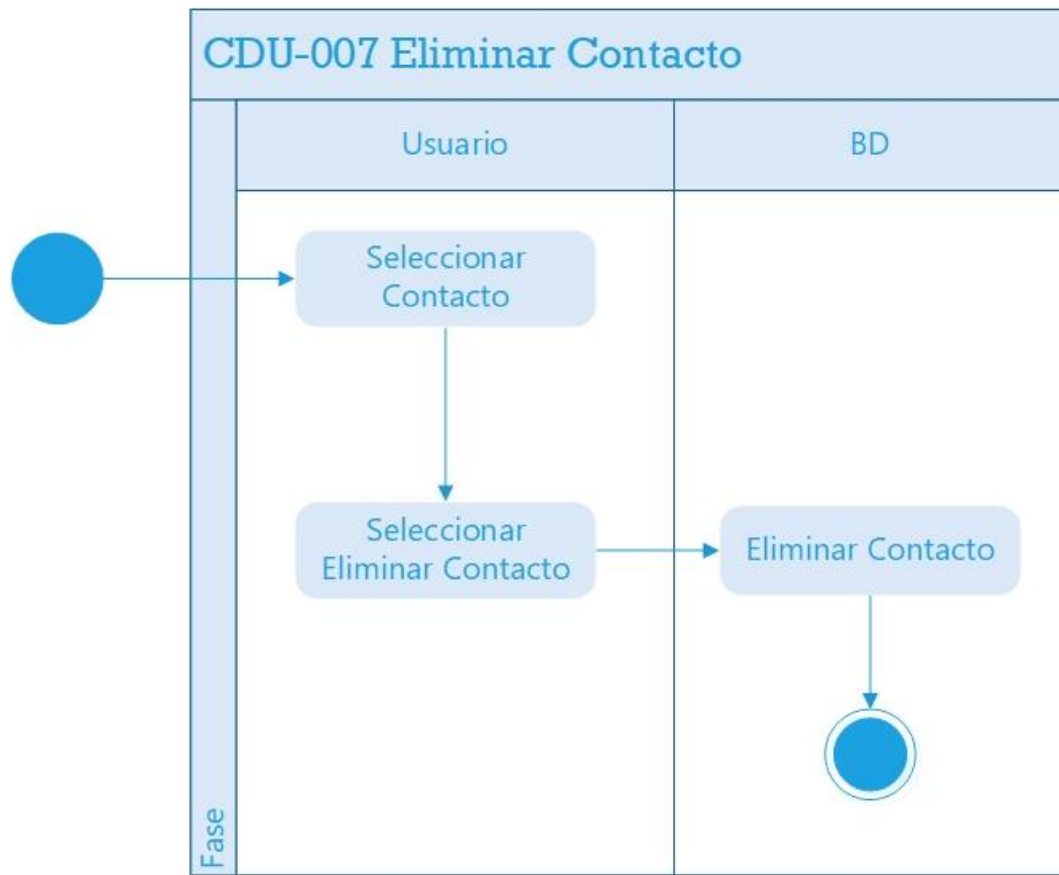 CDU-007 Eliminar Contacto
Usuario
BD
Seleccionar
Contacto
Seleccionar
Eliminar Contacto
Eliminar Contacto
Fase